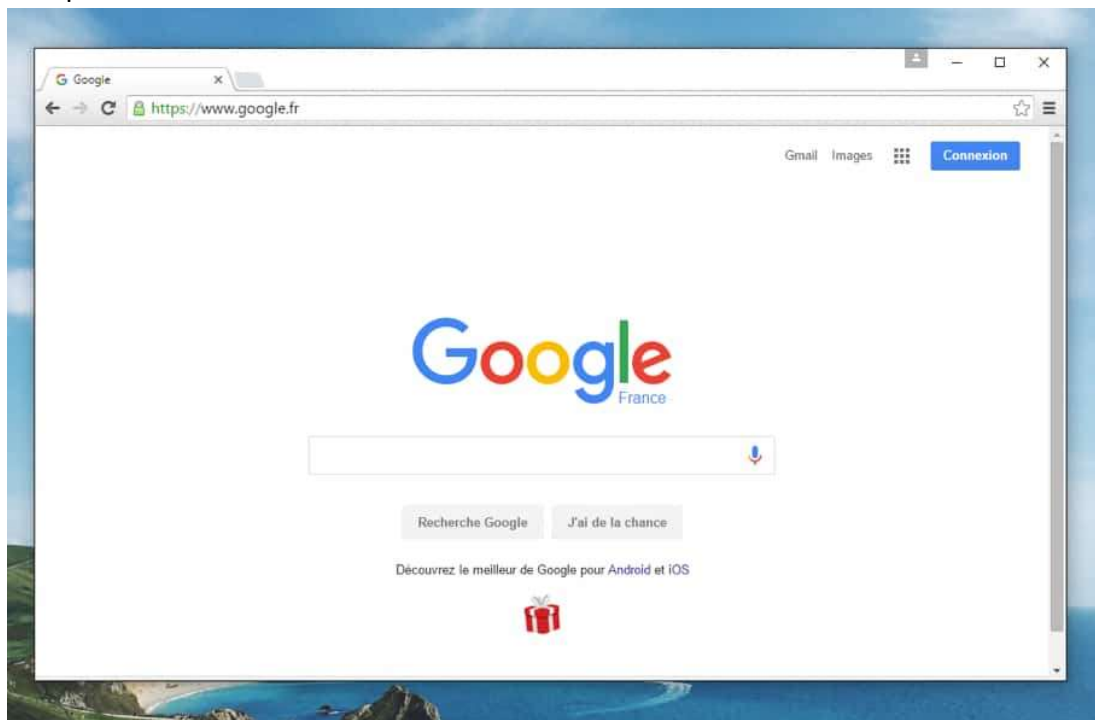 Google
https://www.google.fr
Gmail Images
Connexion
Google
France
Recherche Google
J'ai de la chance
Découvrez le meilleur de Google pour Android et iOS